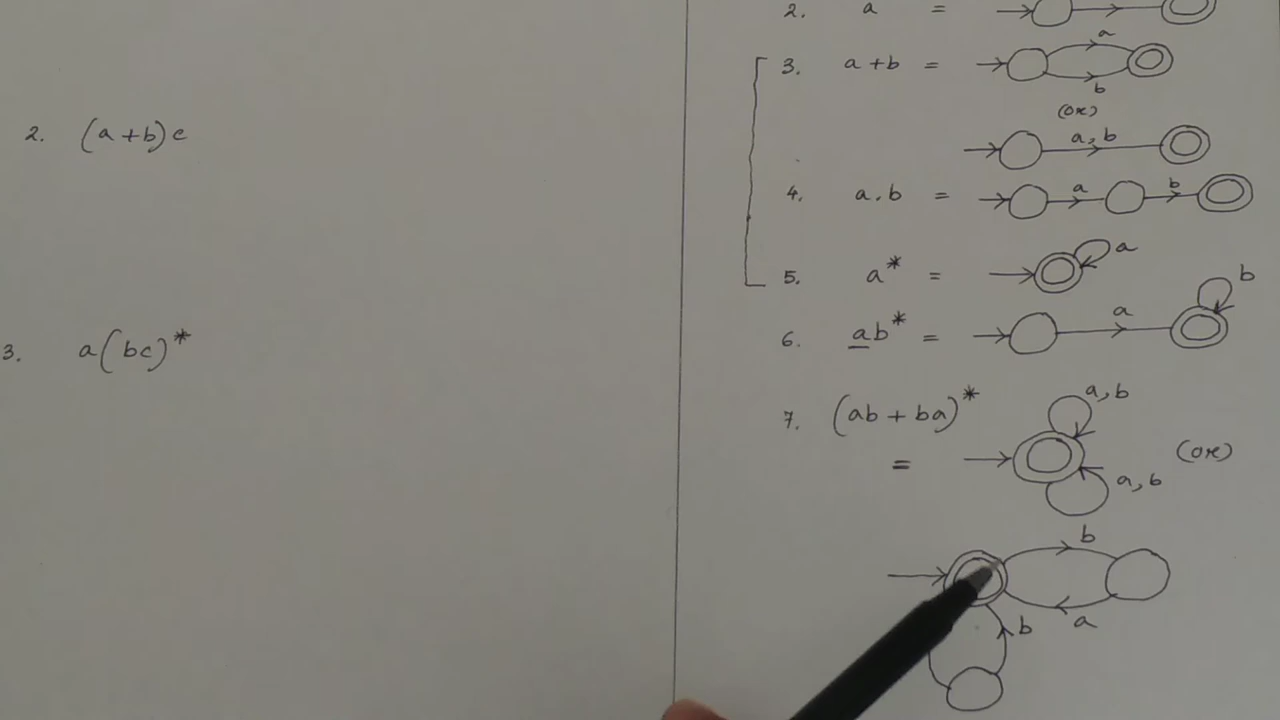 2. (a+b)c
3. a(bc)*
2. a =
3. a+b =
a
b
(or)
a, b
4. a.b =
a b
5. a* =
a
6. ab* =
a
b
7. (ab + ba)*
=
a, b
a, b
(or)
b
a
b